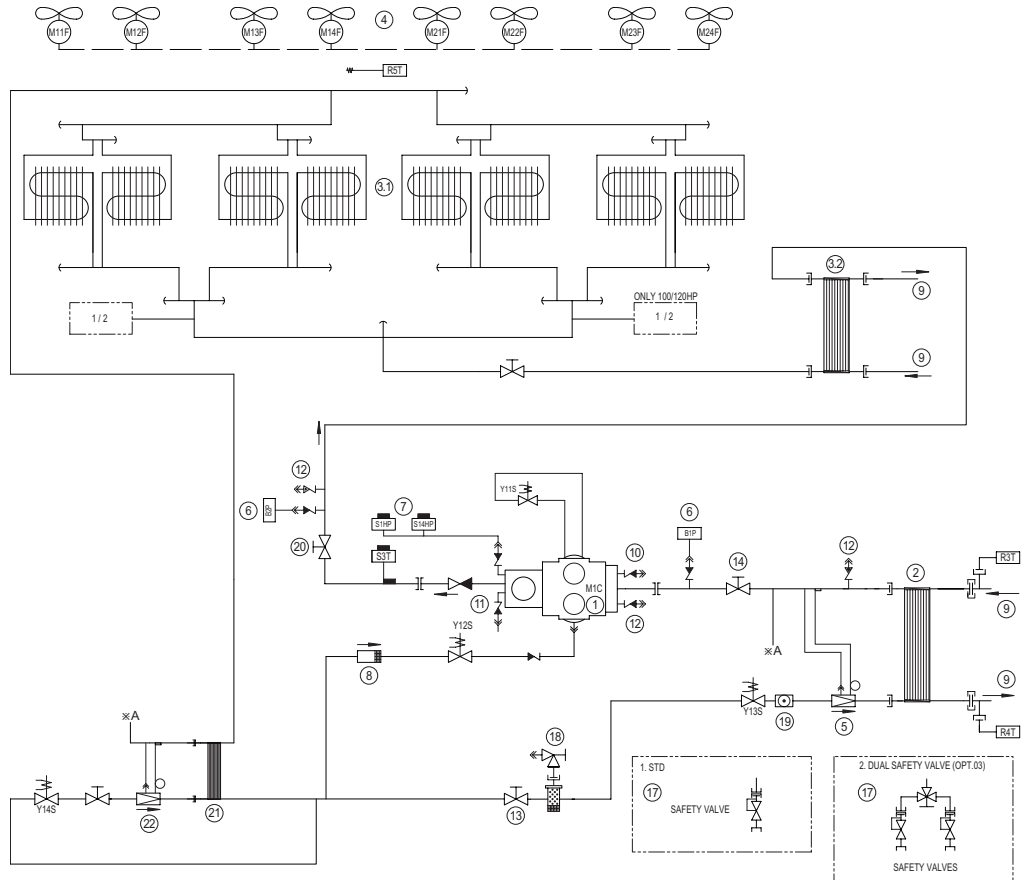 M11F M12F M13F M14F 4 M21F M22F M23F M24F
R5T
3.1
3.2
9
ONLY 100/120HP
1 / 2
1 / 2
9
12
6
B2P
7
Y11S
S1HP
S14HP
6
B1P
20
S3T
10
14
12
2
R3T
M1C
1
11
12
9
Y12S
※A
8
9
※A
Y13S
19
5
R4T
18
Y14S
22
21
13
1. STD
17
SAFETY VALVE
2. DUAL SAFETY VALVE (OPT.03)
17
SAFETY VALVES